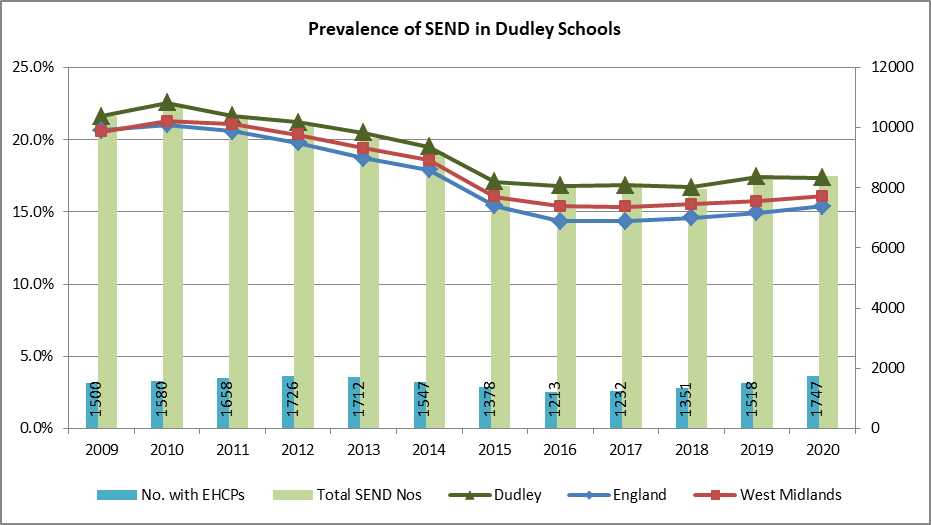 Prevalence of SEND in Dudley Schools
25.0% 12000
20.0% 10000
15.0% 8000
10.0% 6000
5.0% 4000
0.0% 2000
0
1500 1580 1658 1726 1712 1547 1378 1213 1232 1351 1518 1747
2009 2010 2011 2012 2013 2014 2015 2016 2017 2018 2019 2020
No. with EHCPs Total SEND Nos Dudley England West Midlands